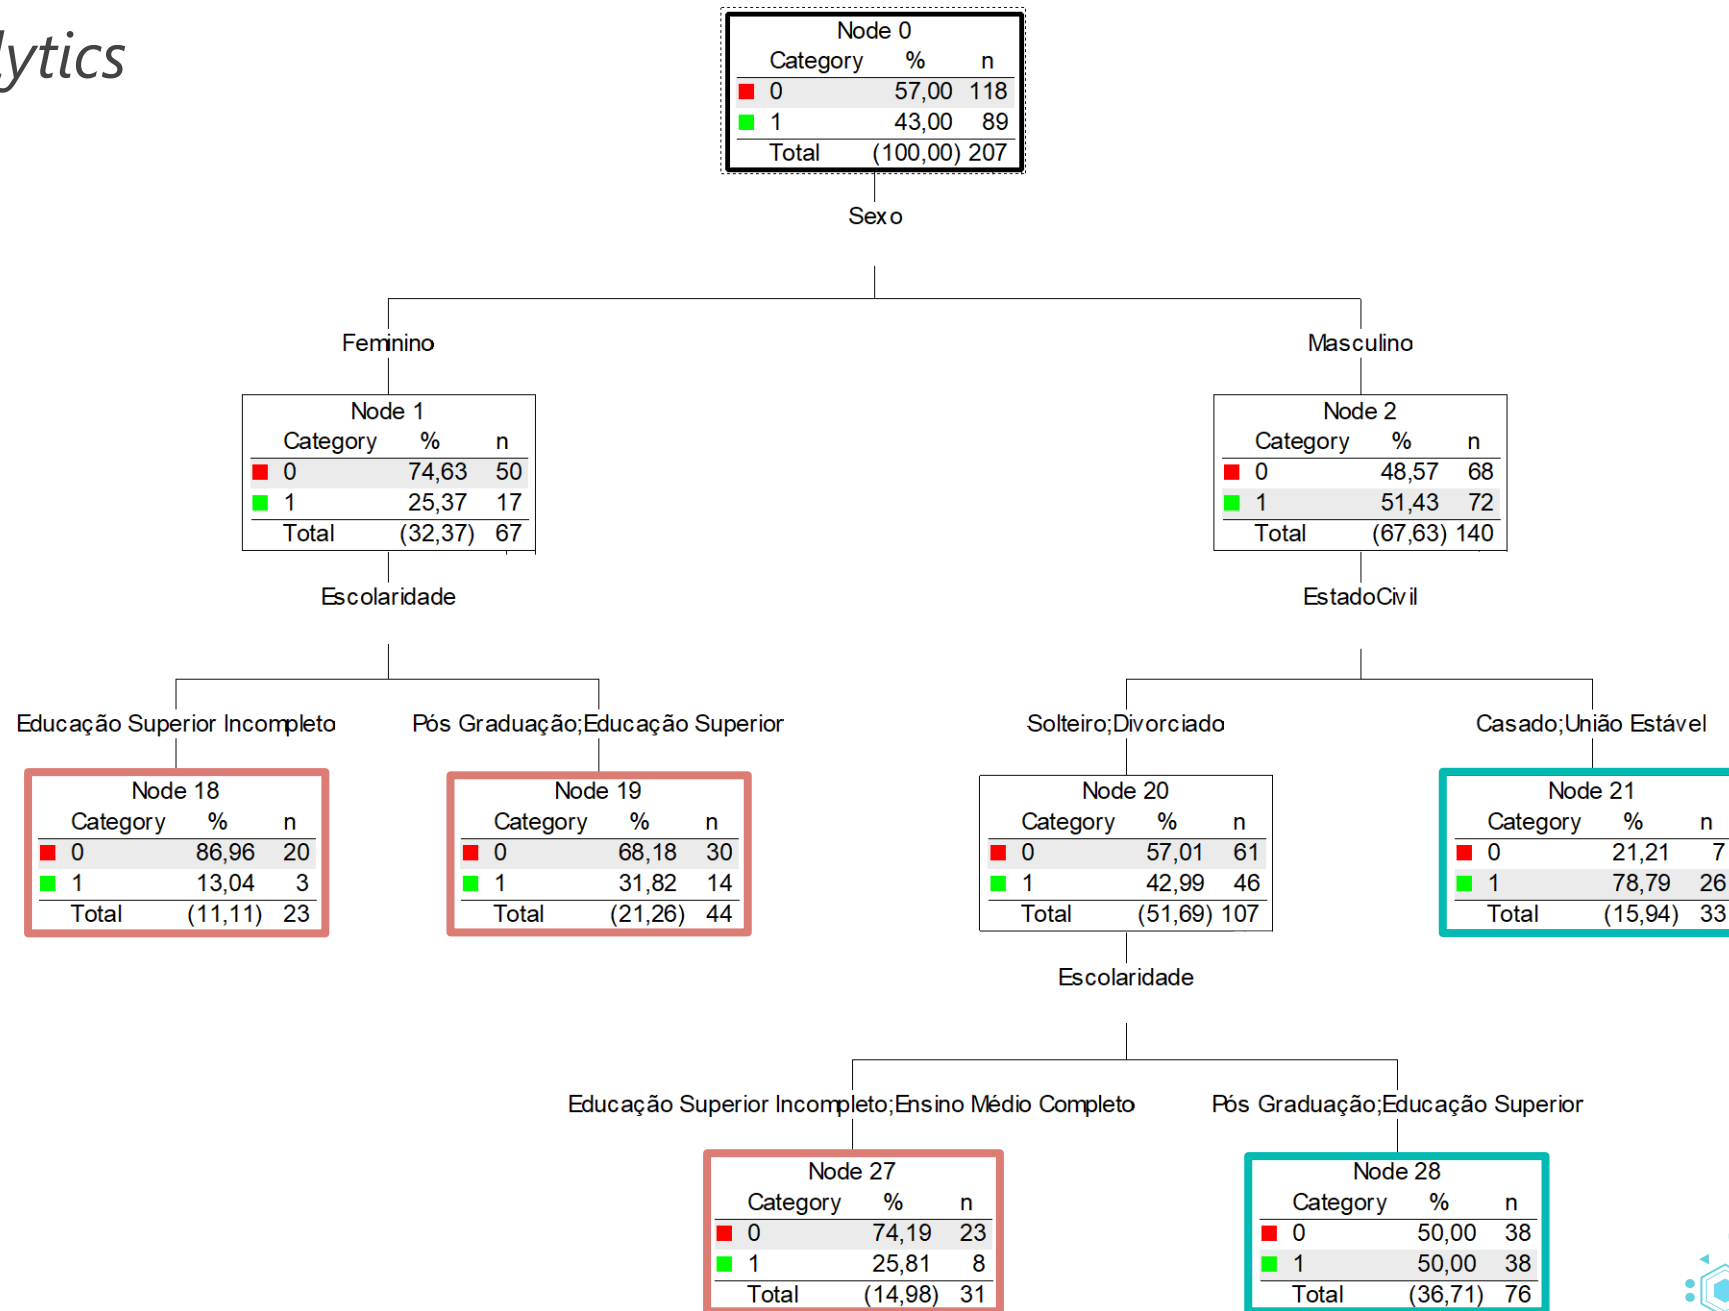 lytics
Node 0
Category % n
0 57,00 118
1 43,00 89
Total (100,00) 207
Sexo
Feminino
Masculino
Node 1
Category % n
0 74,63 50
1 25,37 17
Total (32,37) 67
Node 2
Category % n
0 48,57 68
1 51,43 72
Total (67,63) 140
Escolaridade
EstadoCivil
Educação Superior Incompleto
Pós Graduação;Educação Superior
Solteiro;Divorciado
Casado;União Estável
Node 18
Category % n
0 86,96 20
1 13,04 3
Total (11,11) 23
Node 19
Category % n
0 68,18 30
1 31,82 14
Total (21,26) 44
Node 20
Category % n
0 57,01 61
1 42,99 46
Total (51,69) 107
Node 21
Category % n
0 21,21 7
1 78,79 26
Total (15,94) 33
Escolaridade
Educação Superior Incompleto;Ensino Médio Completo
Pós Graduação;Educação Superior
Node 27
Category % n
0 74,19 23
1 25,81 8
Total (14,98) 31
Node 28
Category % n
0 50,00 38
1 50,00 38
Total (36,71) 76